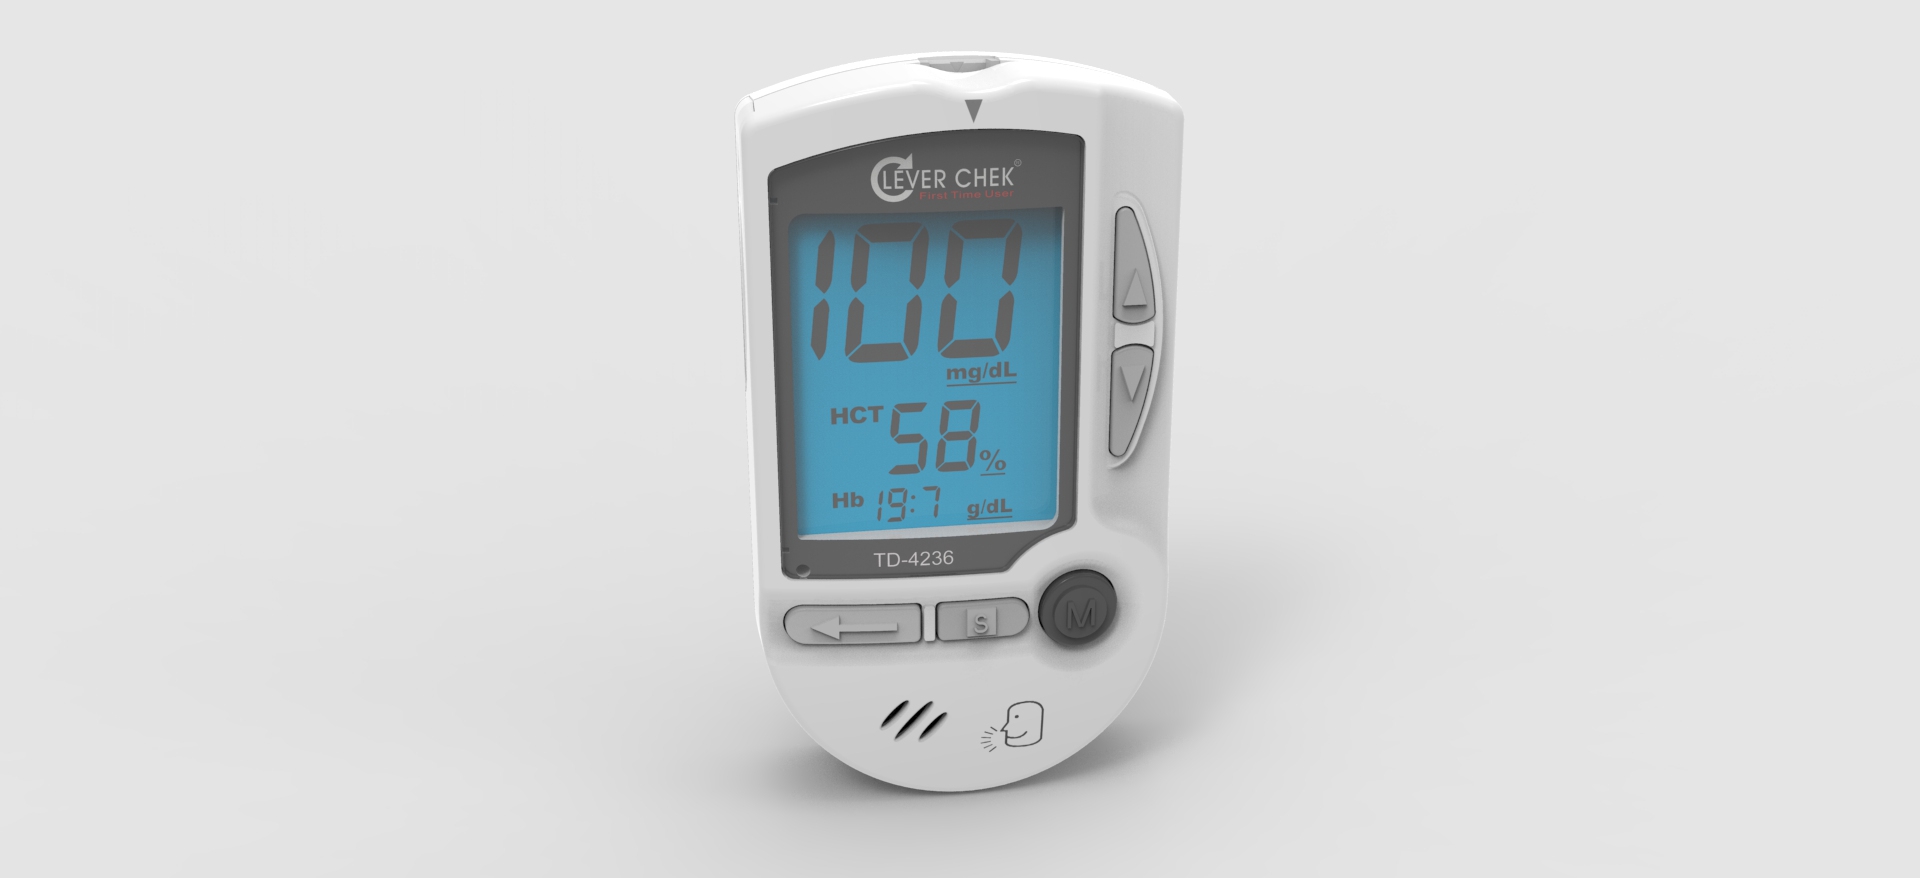 CLEVER CHEK®
First Time User
100
mg/dL
HCT 58 %
Hb 19:7 g/dL
TD-4236
S M